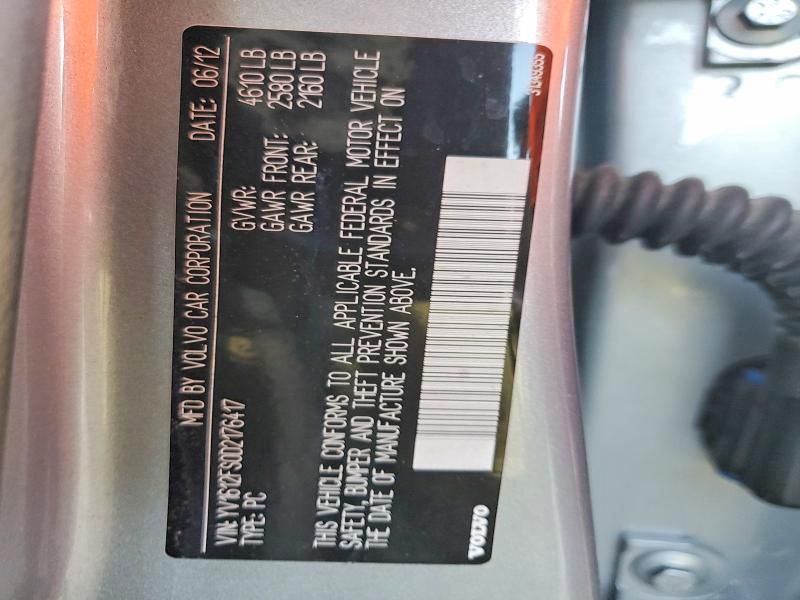 MFD BY VOLVO CAR CORPORATION DATE: 06/12
VIN: YV1612FS0D2176417
TYPE: PC
GVWR: 4610 LB
GAWR FRONT: 2580 LB
GAWR REAR: 2160 LB
THIS VEHICLE CONFORMS TO ALL APPLICABLE FEDERAL MOTOR VEHICLE
SAFETY, BUMPER AND THEFT PREVENTION STANDARDS IN EFFECT ON
THE DATE OF MANUFACTURE SHOWN ABOVE.
VOLVO